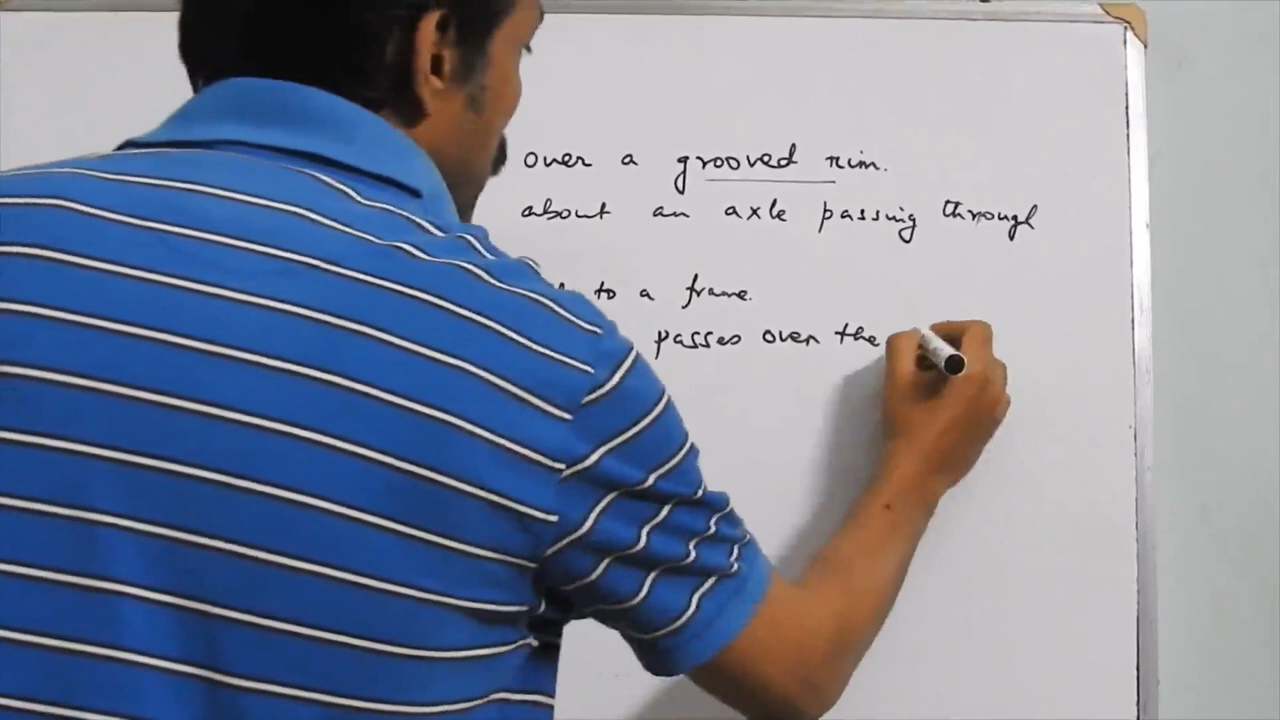 over a grooved rim.
about an axle passing through
to a frame.
passes over the